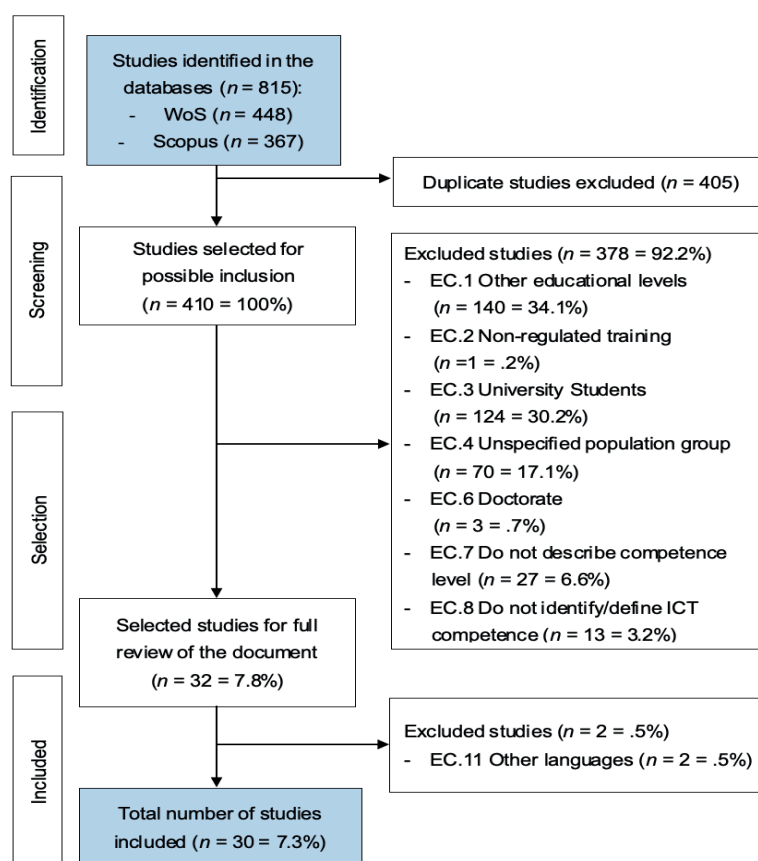 Identification
Studies identified in the
databases (n = 815):
- WoS (n = 448)
- Scopus (n = 367)
Duplicate studies excluded (n = 405)
Screening
Studies selected for
possible inclusion
(n = 410 = 100%)
Excluded studies (n = 378 = 92.2%)
- EC.1 Other educational levels
(n = 140 = 34.1%)
- EC.2 Non-regulated training
(n =1 = .2%)
- EC.3 University Students
(n = 124 = 30.2%)
- EC.4 Unspecified population group
(n = 70 = 17.1%)
- EC.6 Doctorate
(n = 3 = .7%)
- EC.7 Do not describe competence
level (n = 27 = 6.6%)
- EC.8 Do not identify/define ICT
competence (n = 13 = 3.2%)
Selection
Selected studies for full
review of the document
(n = 32 = 7.8%)
Included
Excluded studies (n = 2 = .5%)
- EC.11 Other languages (n = 2 = .5%)
Total number of studies
included (n = 30 = 7.3%)